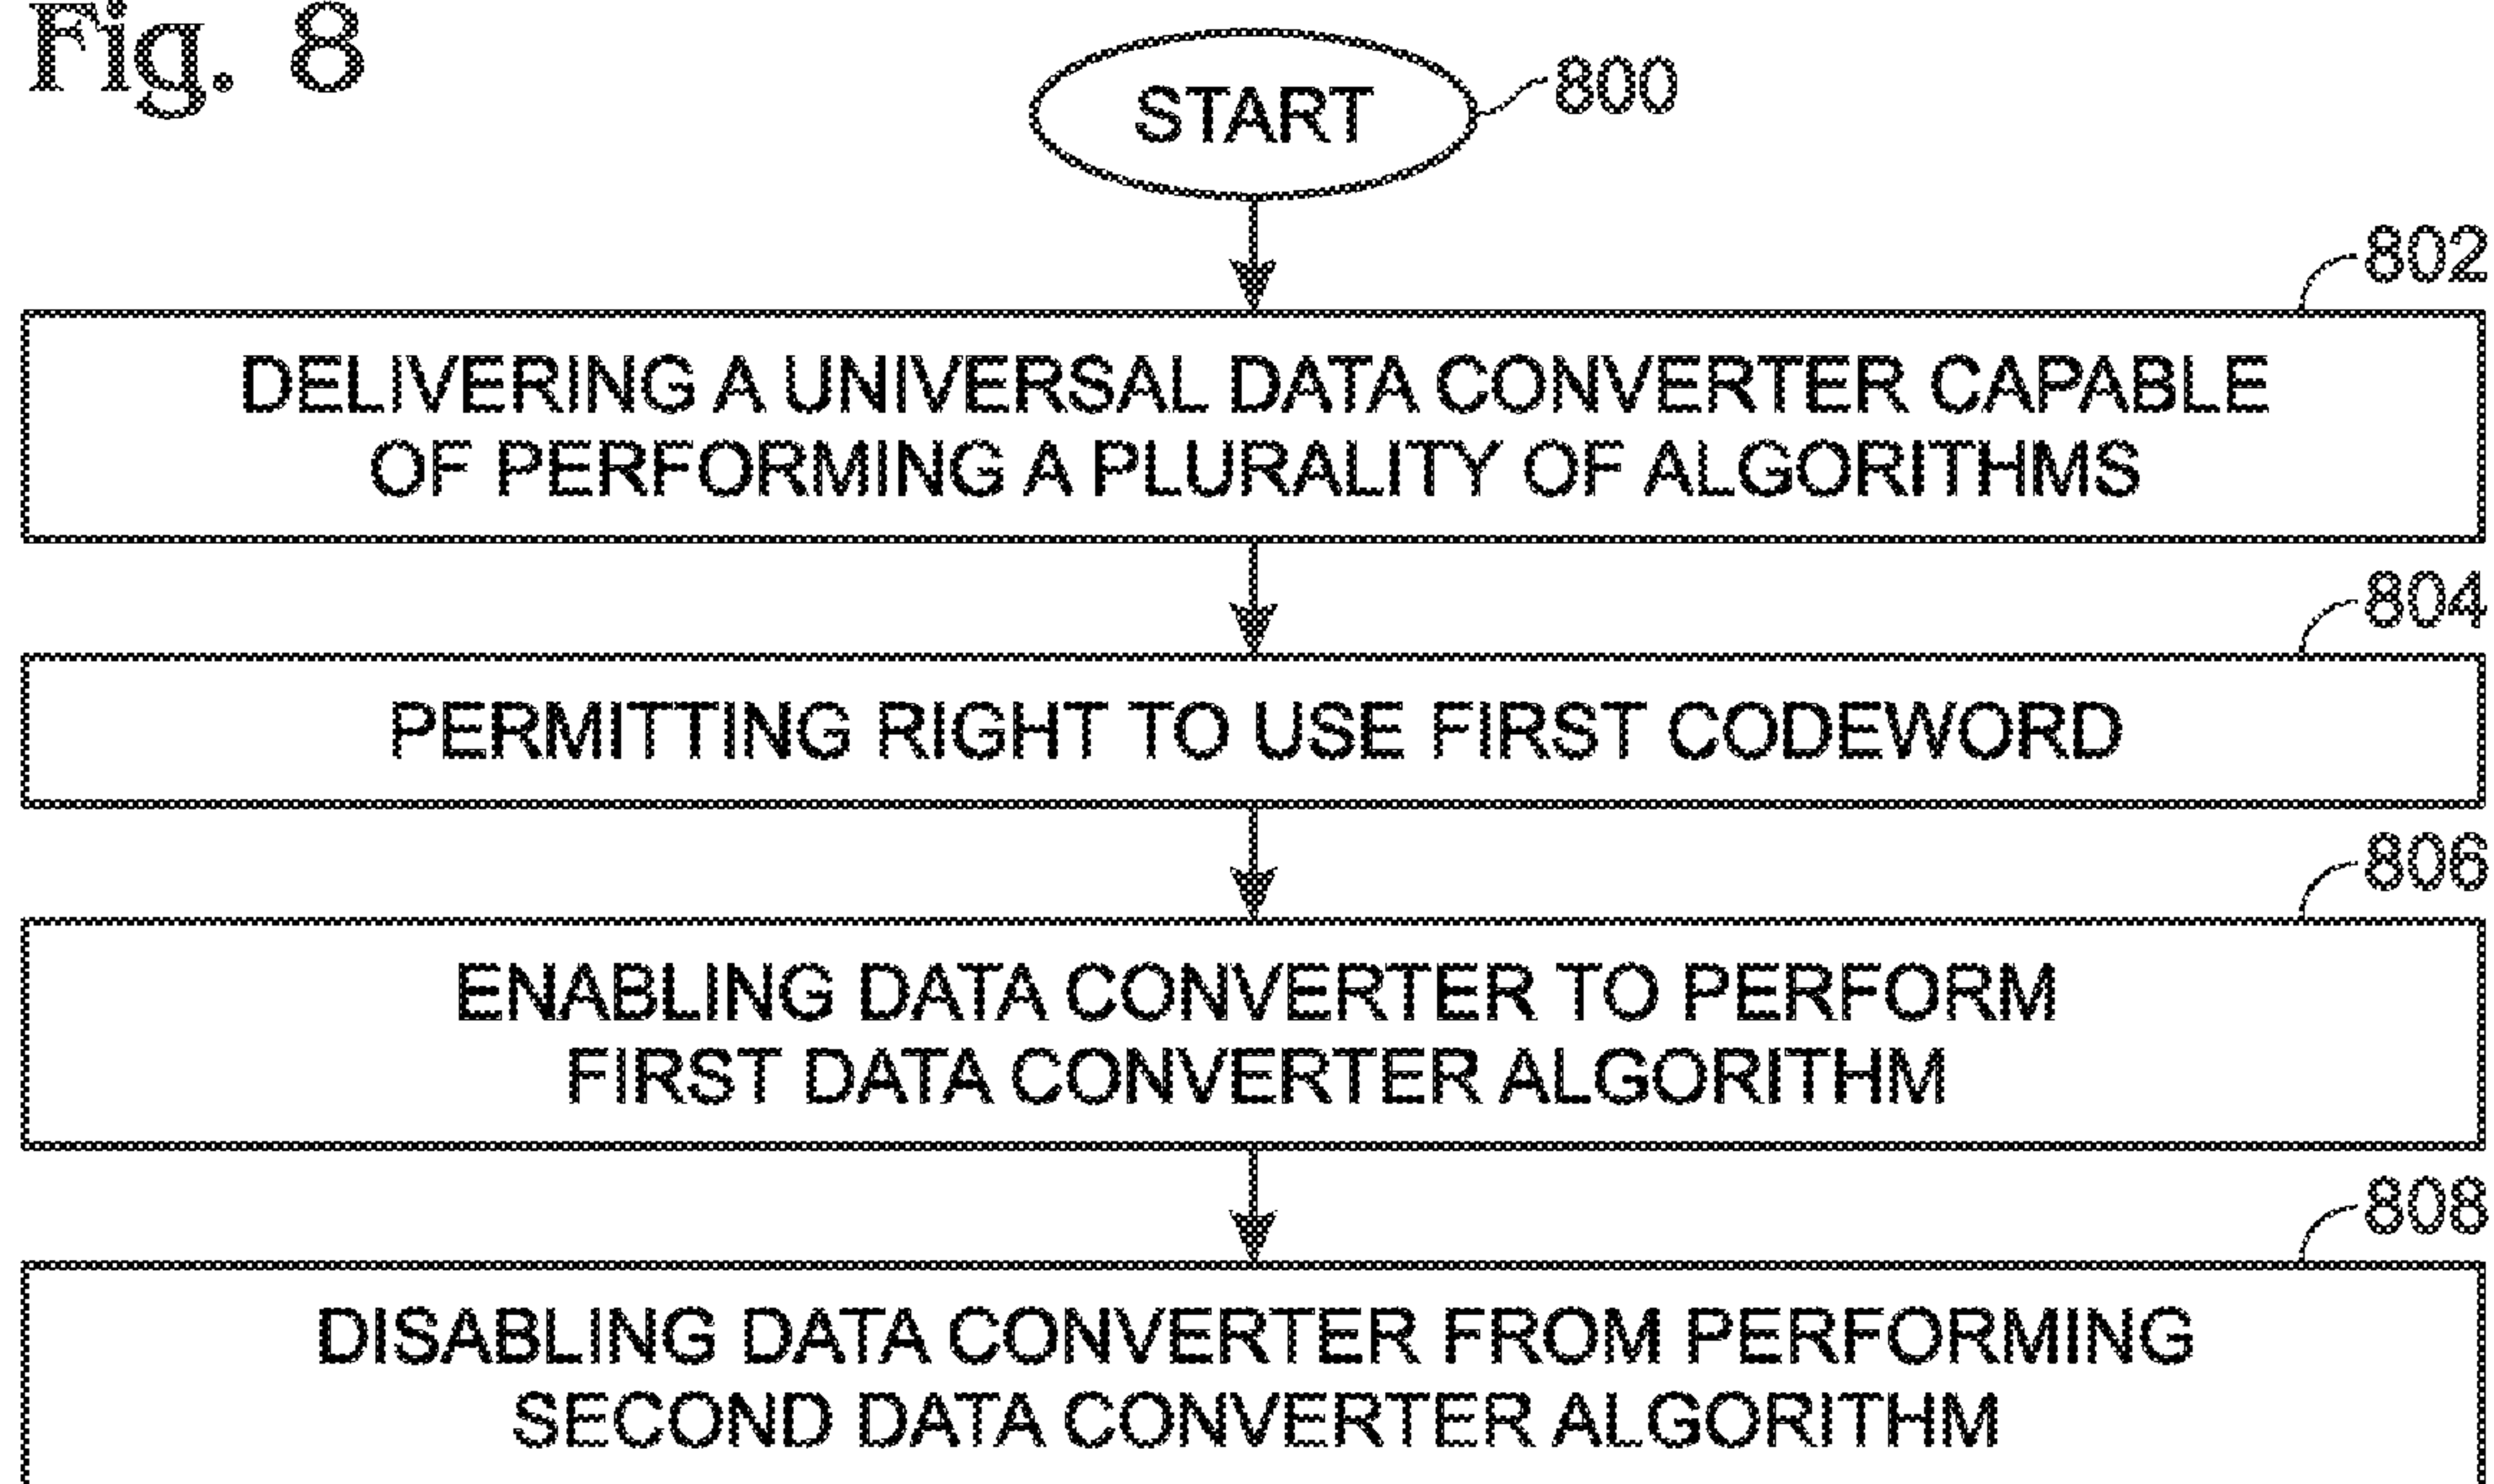 Fig. 8
START
800
802
DELIVERING A UNIVERSAL DATA CONVERTER CAPABLE
OF PERFORMING A PLURALITY OF ALGORITHMS
804
PERMITTING RIGHT TO USE FIRST CODEWORD
806
ENABLING DATA CONVERTER TO PERFORM
FIRST DATA CONVERTER ALGORITHM
808
DISABLING DATA CONVERTER FROM PERFORMING
SECOND DATA CONVERTER ALGORITHM